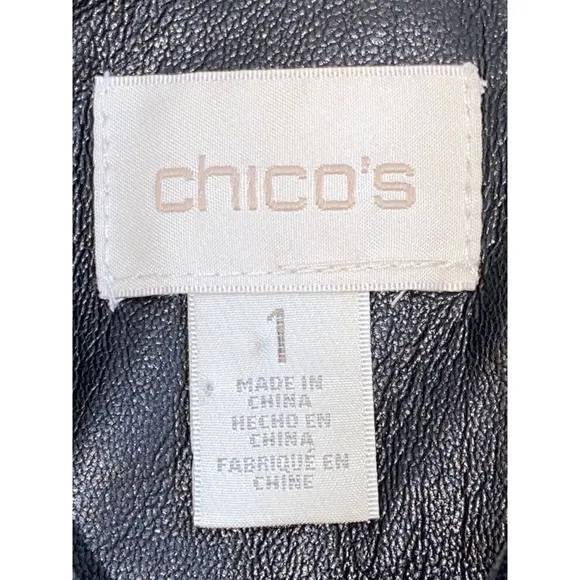 chico's
1
MADE IN
CHINA
HECHO EN
CHINA
FABRIQUÉ EN
CHINE